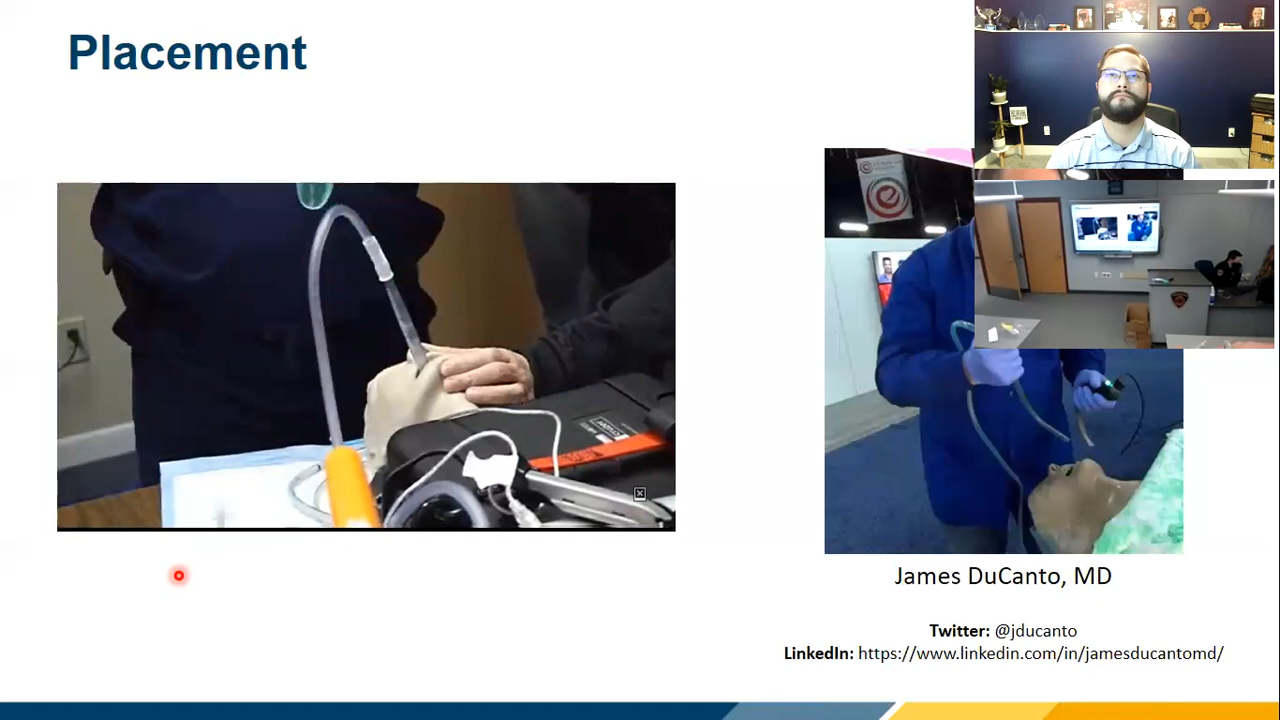 Placement
James DuCanto, MD
Twitter: @jducanto
LinkedIn: https://www.linkedin.com/in/jamesducantomd/